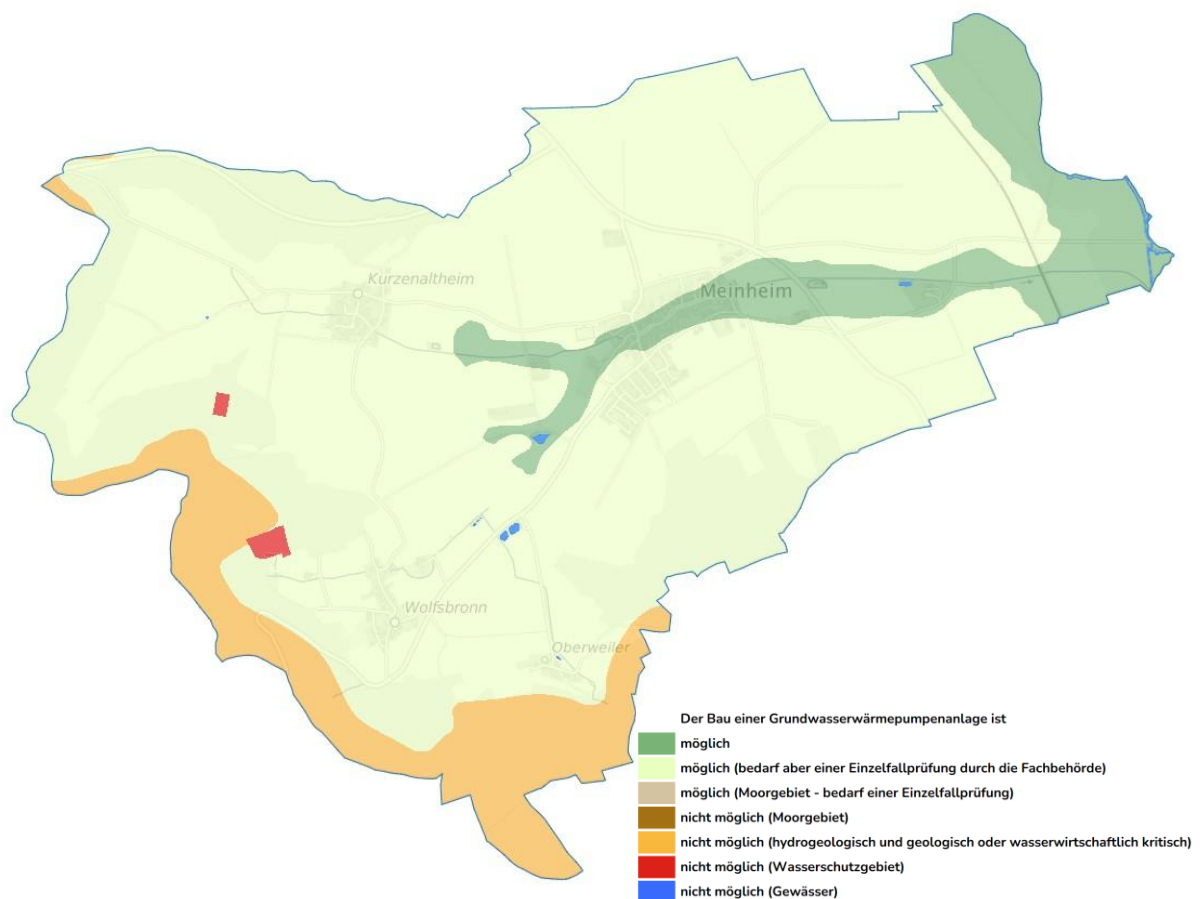 Kurzenaltheim
Meinheim
Wolfsbronn
Oberweiler
Der Bau einer Grundwasserwärmepumpenanlage ist
möglich
möglich (bedarf aber einer Einzelfallprüfung durch die Fachbehörde)
möglich (Moorgebiet - bedarf einer Einzelfallprüfung)
nicht möglich (Moorgebiet)
nicht möglich (hydrogeologisch und geologisch oder wasserwirtschaftlich kritisch)
nicht möglich (Wasserschutzgebiet)
nicht möglich (Gewässer)